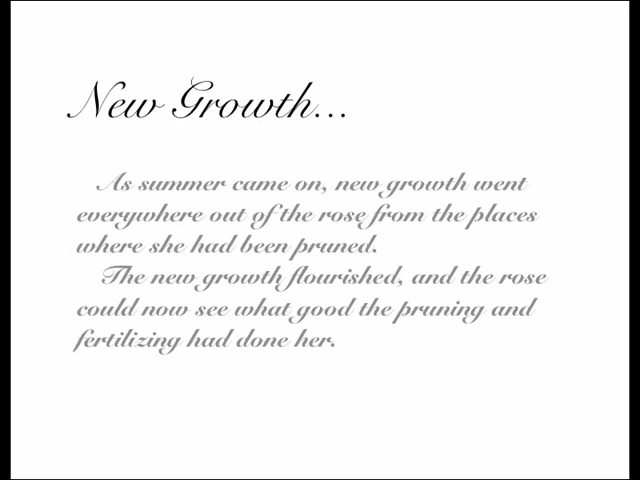 New Growth...
As summer came on, new growth went
everywhere out of the rose from the places
where she had been pruned.
The new growth flourished, and the rose
could now see what good the pruning and
fertilizing had done her.